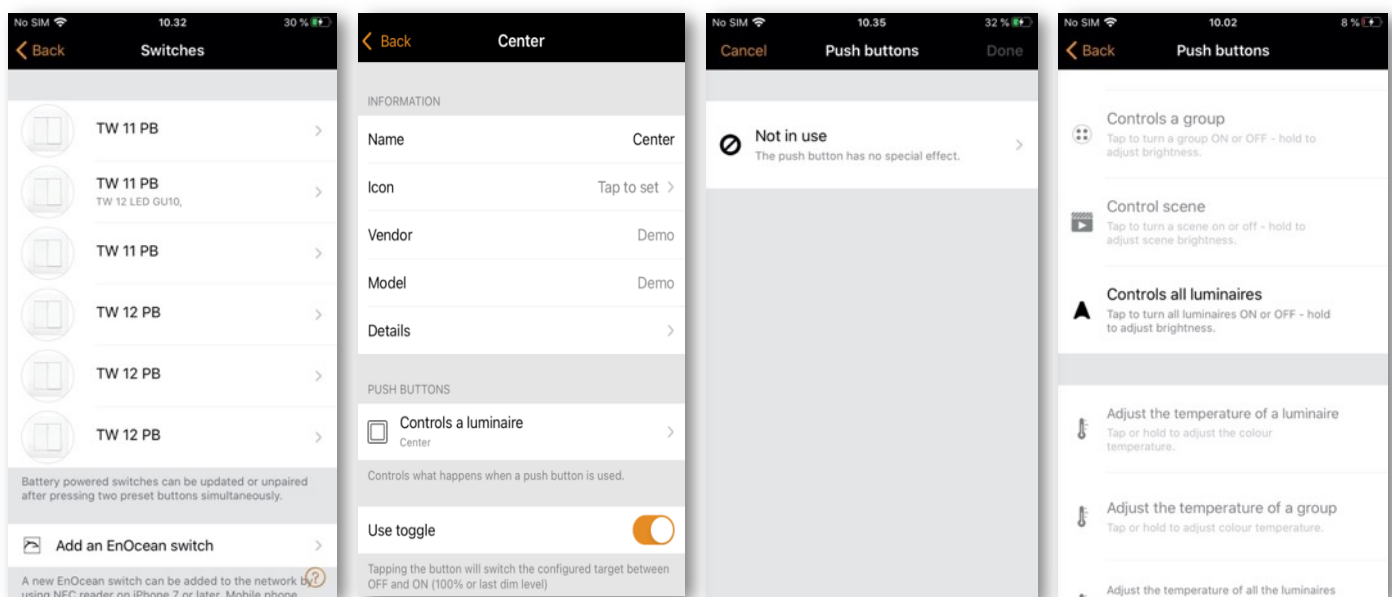 No SIM 10.32 30 %
Back Switches
TW 11 PB
TW 11 PB
TW 12 LED GU10,
TW 11 PB
TW 12 PB
TW 12 PB
TW 12 PB
Battery powered switches can be updated or unpaired
after pressing two preset buttons simultaneously.
Add an EnOcean switch
A new EnOcean switch can be added to the network by
?
using NFC reader on iPhone 7 or later. Mobile phone
Back Center
INFORMATION
Name Center
Icon Tap to set
Vendor Demo
Model Demo
Details
PUSH BUTTONS
Controls a luminaire
Center
Controls what happens when a push button is used.
Use toggle
Tapping the button will switch the configured target between
OFF and ON (100% or last dim level)
No SIM 10.35 32 %
Cancel Push buttons Done
Not in use
The push button has no special effect.
No SIM 10.02 8 %
Back Push buttons
Controls a group
Tap to turn a group ON or OFF - hold to
adjust brightness.
Control scene
Tap to turn a scene on or off - hold to
adjust scene brightness.
Controls all luminaires
Tap to turn all luminaires ON or OFF - hold
to adjust brightness.
Adjust the temperature of a luminaire
Tap or hold to adjust the colour
temperature.
Adjust the temperature of a group
Tap or hold to adjust colour temperature.
Adjust the temperature of all the luminaires